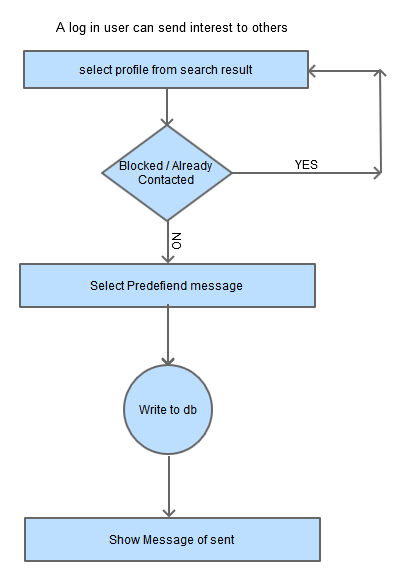 A log in user can send interest to others
select profile from search result
Blocked / Already
Contacted
YES
NO
Select Predefiend message
Write to db
Show Message of sent